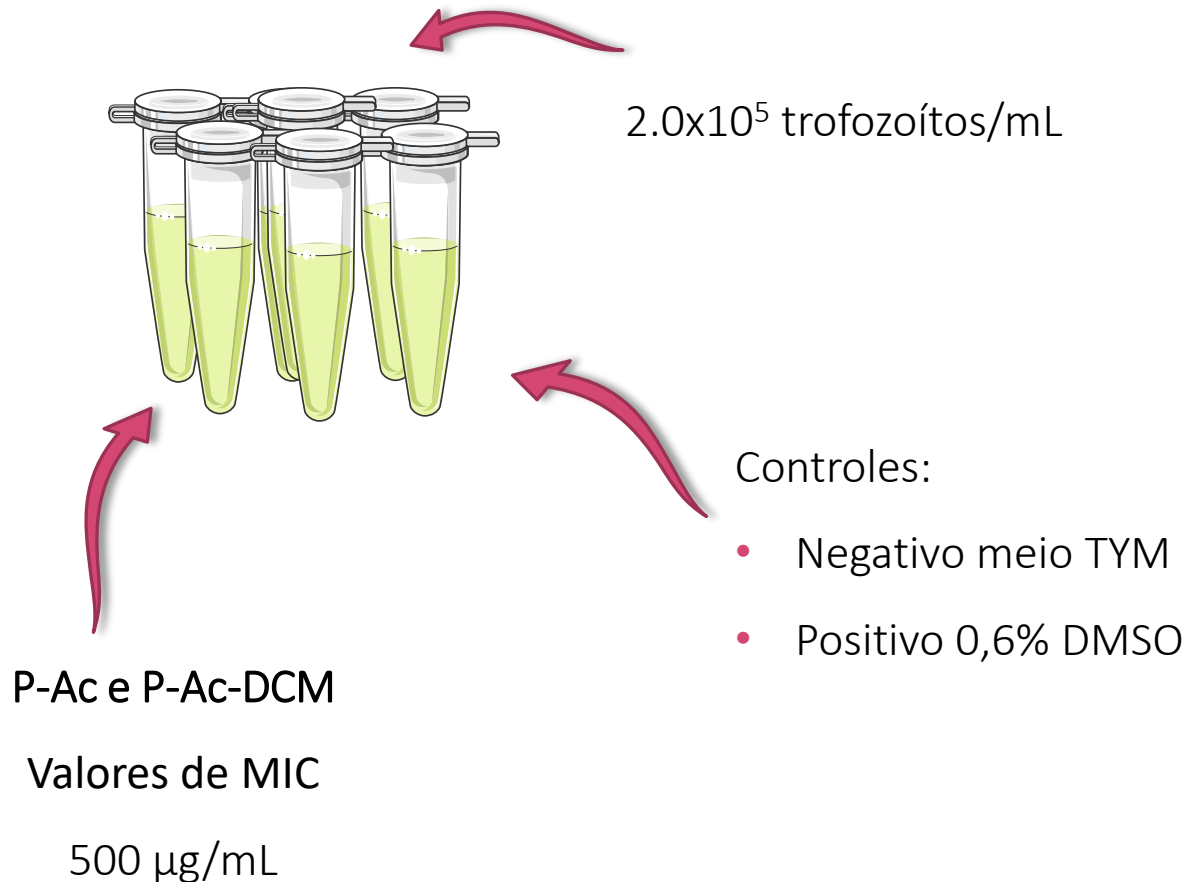 2.0x10⁵ trofozoítos/mL
Controles:
• Negativo meio TYM
• Positivo 0,6% DMSO
P-Ac e P-Ac-DCM
Valores de MIC
500 µg/mL